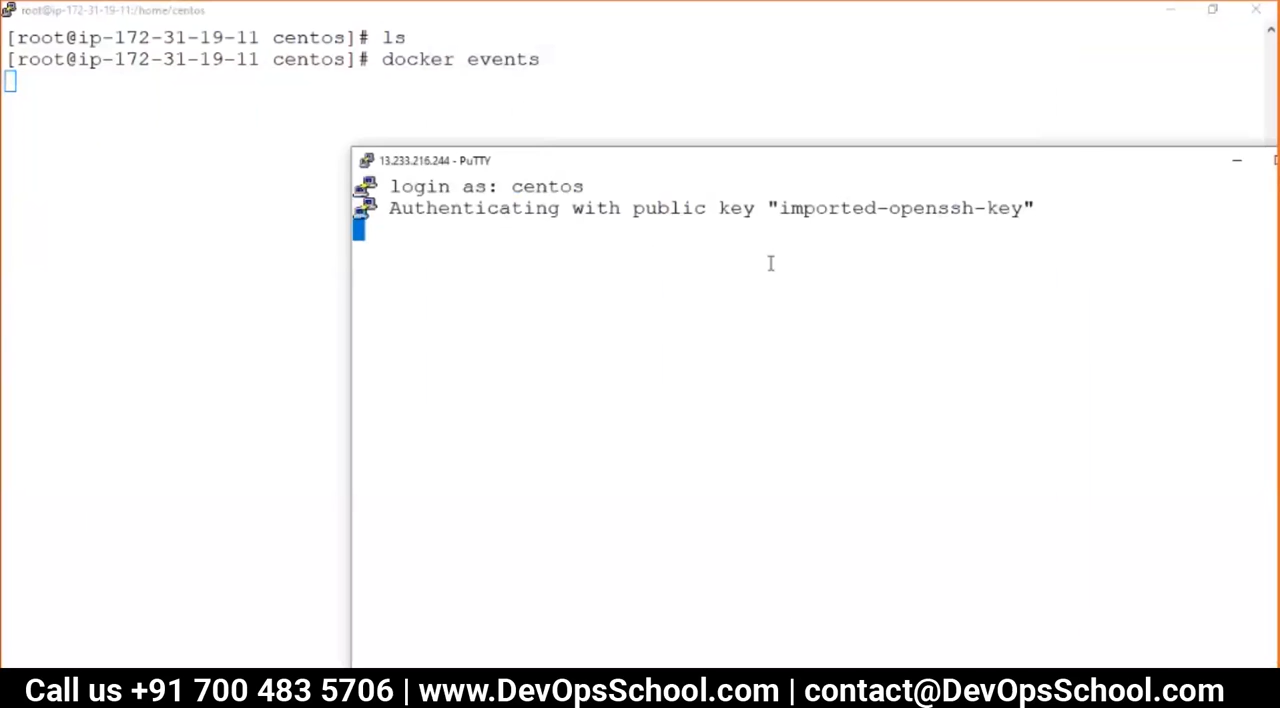 root@ip-172-31-19-11:/home/centos
[root@ip-172-31-19-11 centos]# ls
[root@ip-172-31-19-11 centos]# docker events
13.233.216.244 - PuTTY
login as: centos
Authenticating with public key "imported-openssh-key"
Call us +91 700 483 5706 | www.DevOpsSchool.com | contact@DevOpsSchool.com